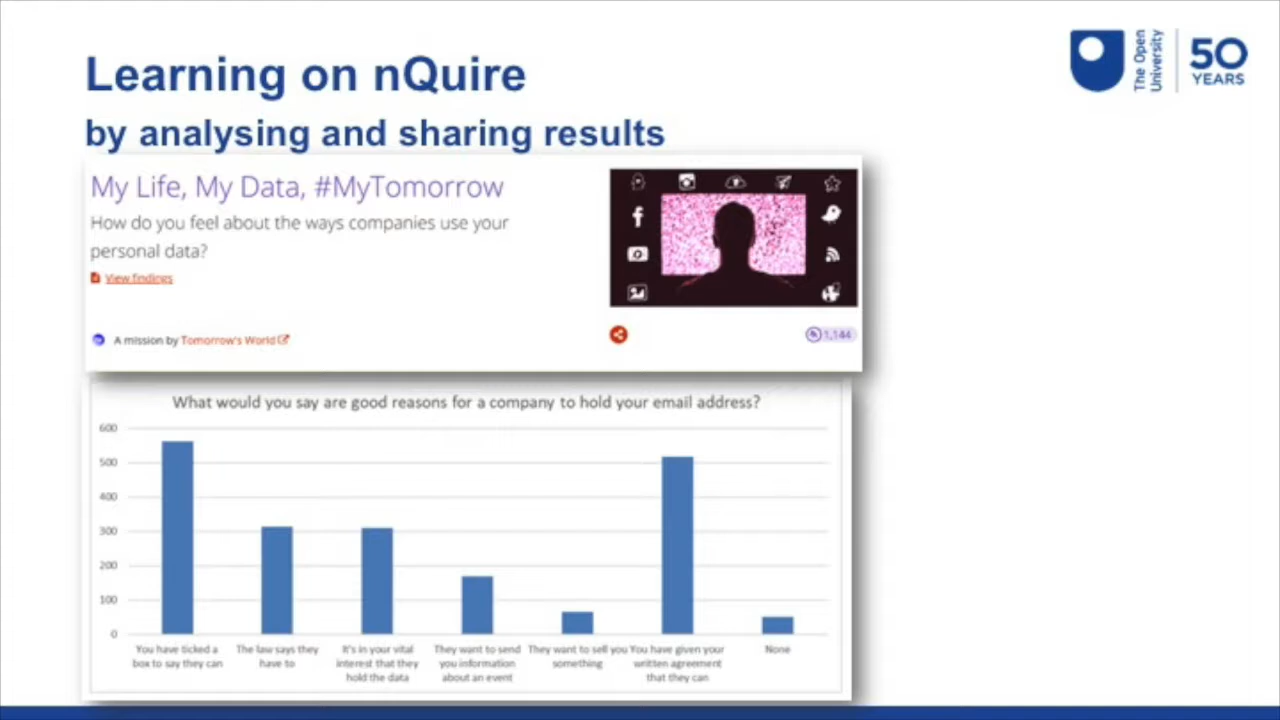 Learning on nQuire
by analysing and sharing results
The Open
University
50
YEARS
My Life, My Data, #MyTomorrow
How do you feel about the ways companies use your
personal data?
View findings
A mission by Tomorrow's World
1,144
What would you say are good reasons for a company to hold your email address?
600
500
400
300
200
100
0
You have ticked a
box to say they can
The law says they
have to
It's in your vital
interest that they
hold the data
They want to send
you information
about an event
They want to sell you
something
You have given your
written agreement
that they can
None